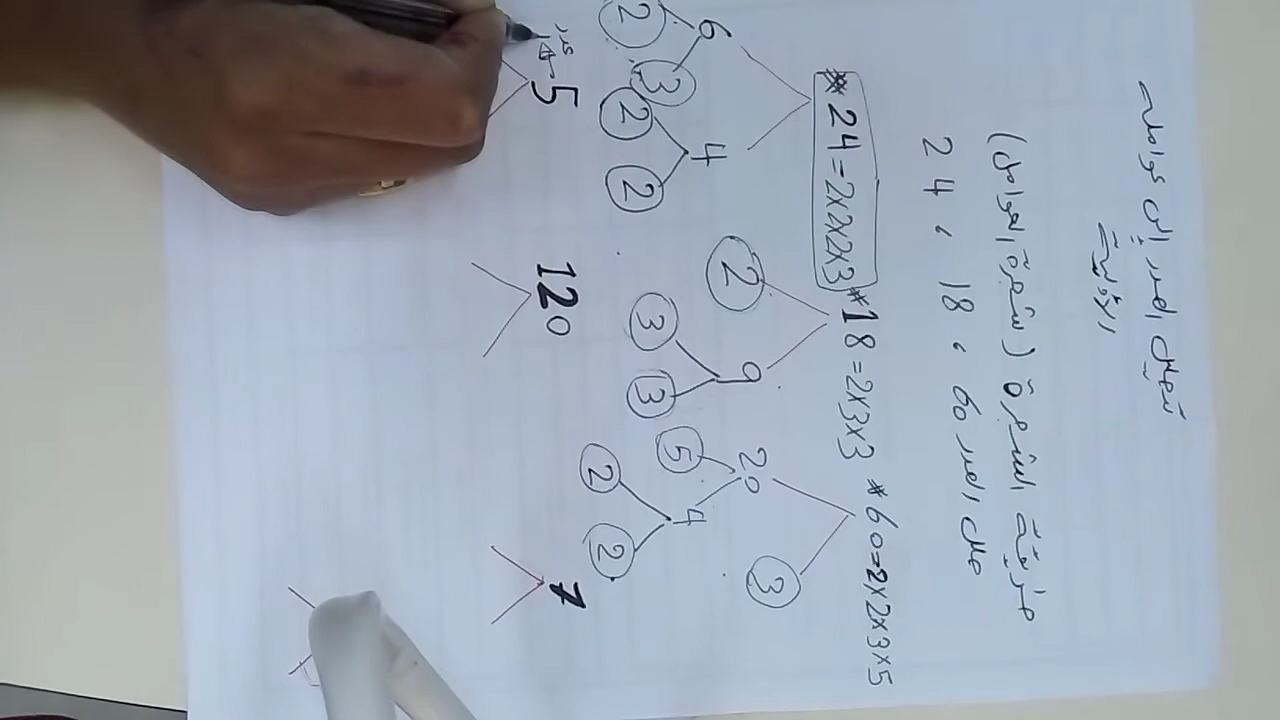 تحليل العدد إلى عوامله
الأولية
طريقة الشجرة (شجرة العوامل)
حلل العدد 60 ، 18 ، 24
* 24=2x2x2x3 * 18=2x3x3 * 60=2x2x3x5
6 4 2 9 20 3
2 3 2 2 3 3 5 4
2 2
5 120 7